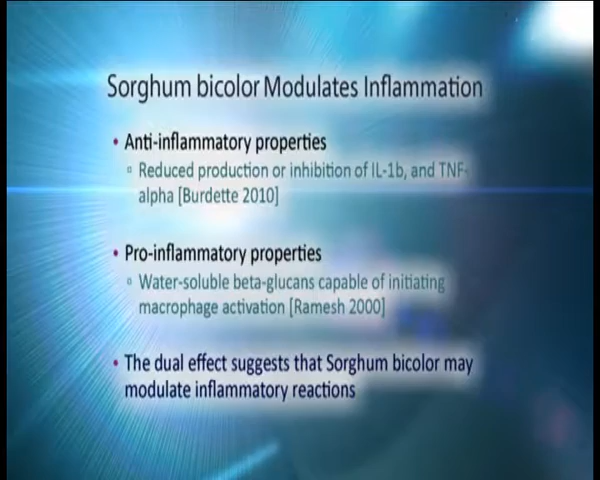 Sorghum bicolor Modulates Inflammation
• Anti-inflammatory properties
▫ Reduced production or inhibition of IL-1b, and TNF-
alpha [Burdette 2010]
• Pro-inflammatory properties
▫ Water-soluble beta-glucans capable of initiating
macrophage activation [Ramesh 2000]
• The dual effect suggests that Sorghum bicolor may
modulate inflammatory reactions